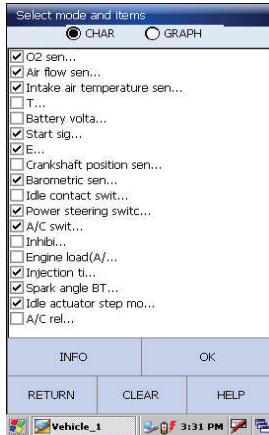 Select mode and items
CHAR GRAPH
O2 sen...
Air flow sen...
Intake air temperature sen...
T...
Battery volta...
Start sig...
E...
Crankshaft position sen...
Barometric sen...
Idle contact swit...
Power steering switc...
A/C swit...
Inhibi...
Engine load(A/...
Injection ti...
Spark angle BT...
Idle actuator step mo...
A/C rel...
INFO OK
RETURN CLEAR HELP
Vehicle_1 3:31 PM